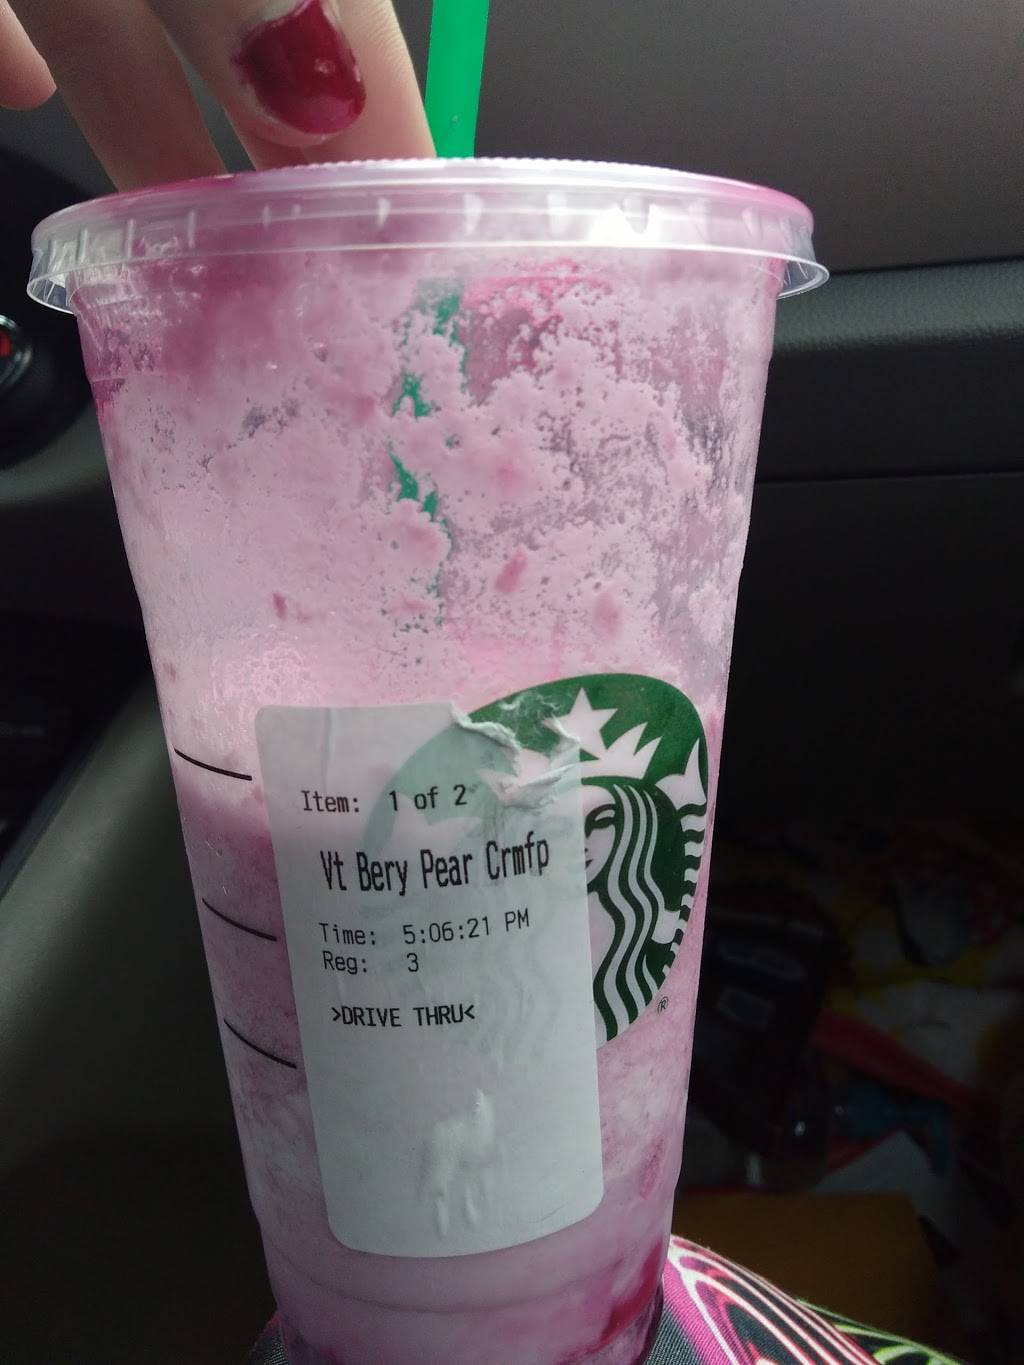 Item: 1 of 2
Vt Bery Pear Crmfp
Time: 5:06:21 PM
Reg: 3
>DRIVE THRU<
®